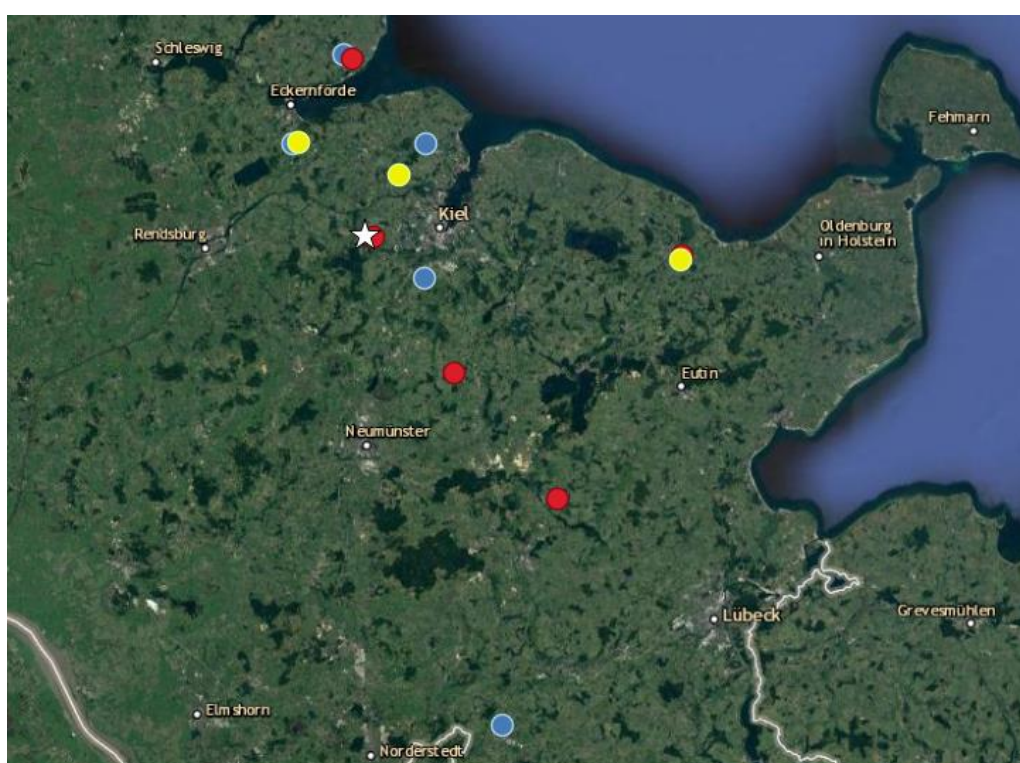 Schleswig
Eckernförde
Fehmarn
Kiel
Rendsburg
Oldenburg
in Holstein
Eutin
Neumünster
Lübeck
Grevesmühlen
Elmshorn
Norderstedt